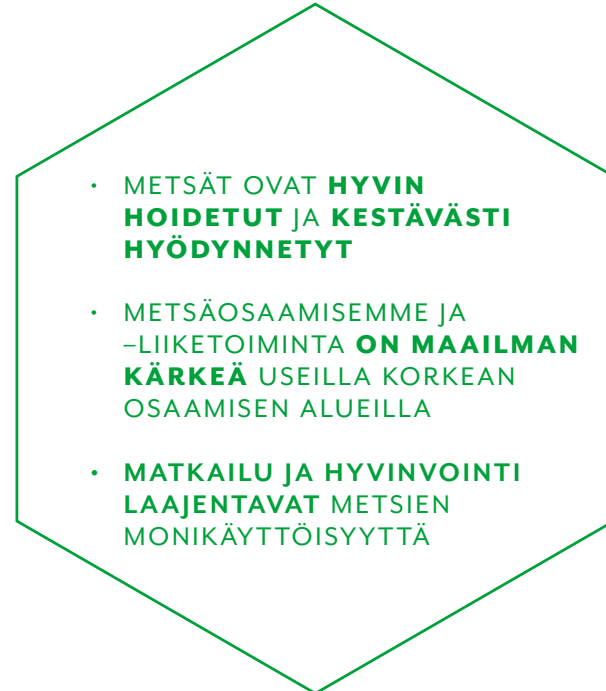 • METSÄT OVAT HYVIN
HOIDETUT JA KESTÄVÄSTI
HYÖDYNNETYT
• METSÄOSAAMISEMME JA
–LIIKETOIMINTA ON MAAILMAN
KÄRKEÄ USEILLA KORKEAN
OSAAMISEN ALUEILLA
• MATKAILU JA HYVINVOINTI
LAAJENTAVAT METSIEN
MONIKÄYTTÖISYYTTÄ